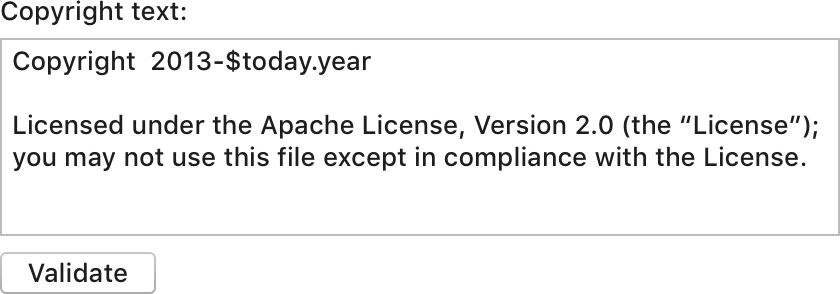 Copyright text:
Copyright  2013-$today.year
Licensed under the Apache License, Version 2.0 (the “License”);
you may not use this file except in compliance with the License.
Validate